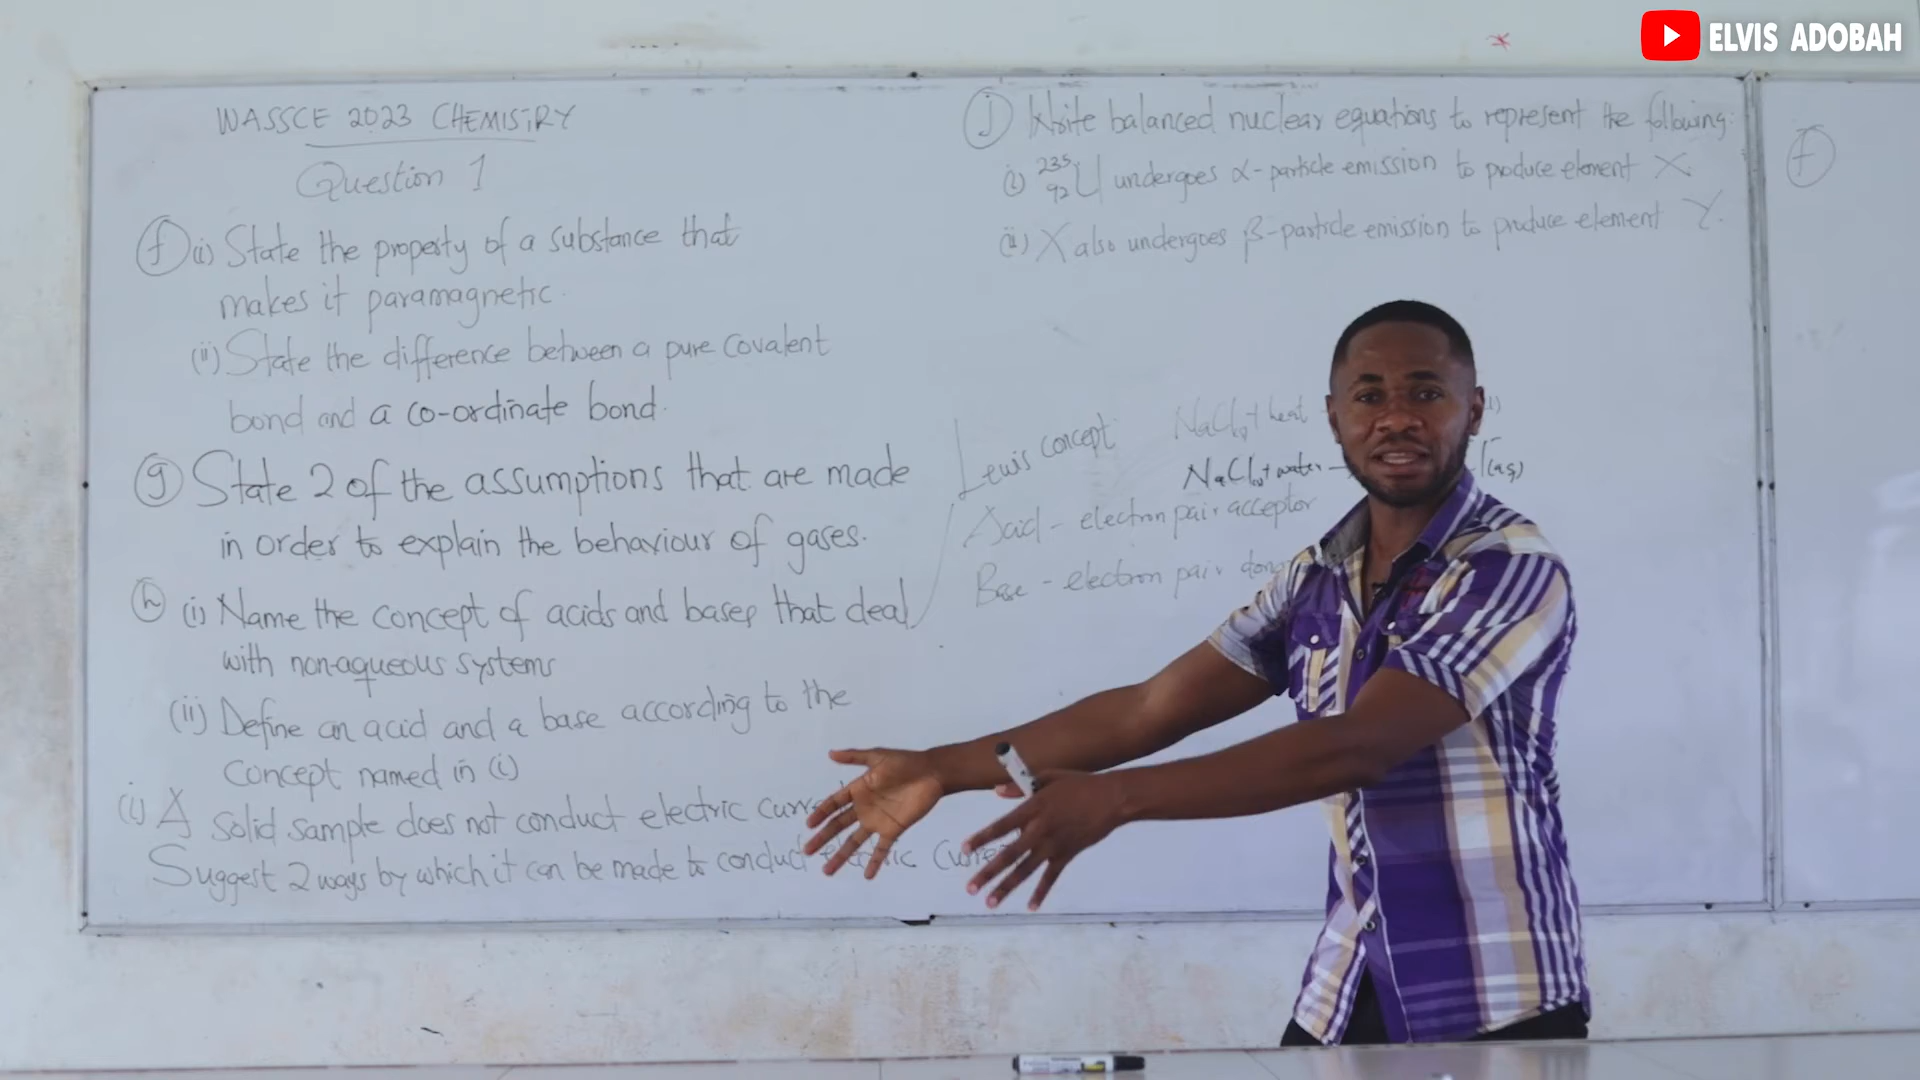 ELVIS ADOBAH
WASSCE 2023 CHEMISTRY
Question 1
(f) (i) State the property of a substance that
makes it paramagnetic.
(ii) State the difference between a pure covalent
bond and a co-ordinate bond.
(g) State 2 of the assumptions that are made
in order to explain the behaviour of gases.
(h) (i) Name the concept of acids and bases that deal
with non-aqueous systems
(ii) Define an acid and a base according to the
concept named in (i)
(i) A solid sample does not conduct electric
Suggest 2 ways by which it can be made to conduct
(j) Write balanced nuclear equations to represent the following:
(i) ²³⁵₉₂U undergoes α-particle emission to produce element X
(ii) X also undergoes β-particle emission to produce element Y.
Lewis concept
Acid - electron pair acceptor
Base - electron pair
NaCl(s) + heat
NaCl(s) + water
(aq)
f